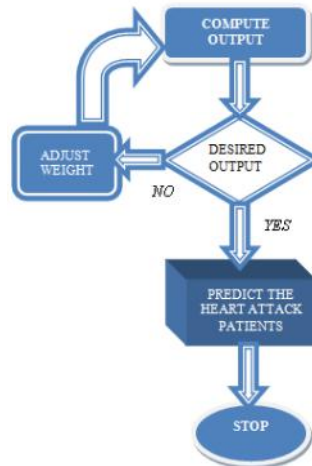 COMPUTE
OUTPUT
DESIRED
OUTPUT
ADJUST
WEIGHT
NO
YES
PREDICT THE
HEART ATTACK
PATIENTS
STOP